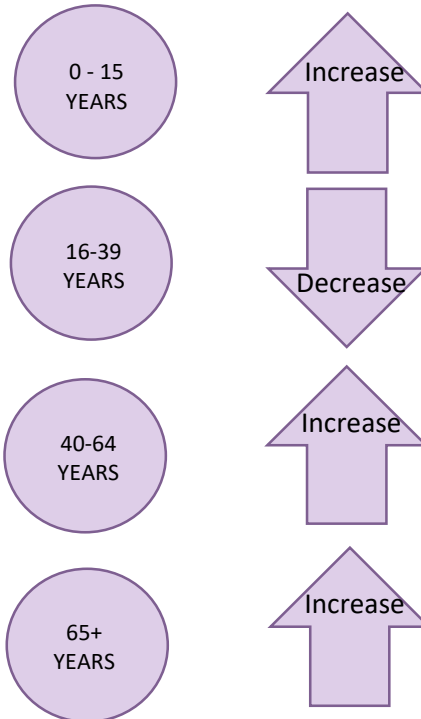 0 - 15
YEARS
Increase
16-39
YEARS
Decrease
40-64
YEARS
Increase
65+
YEARS
Increase